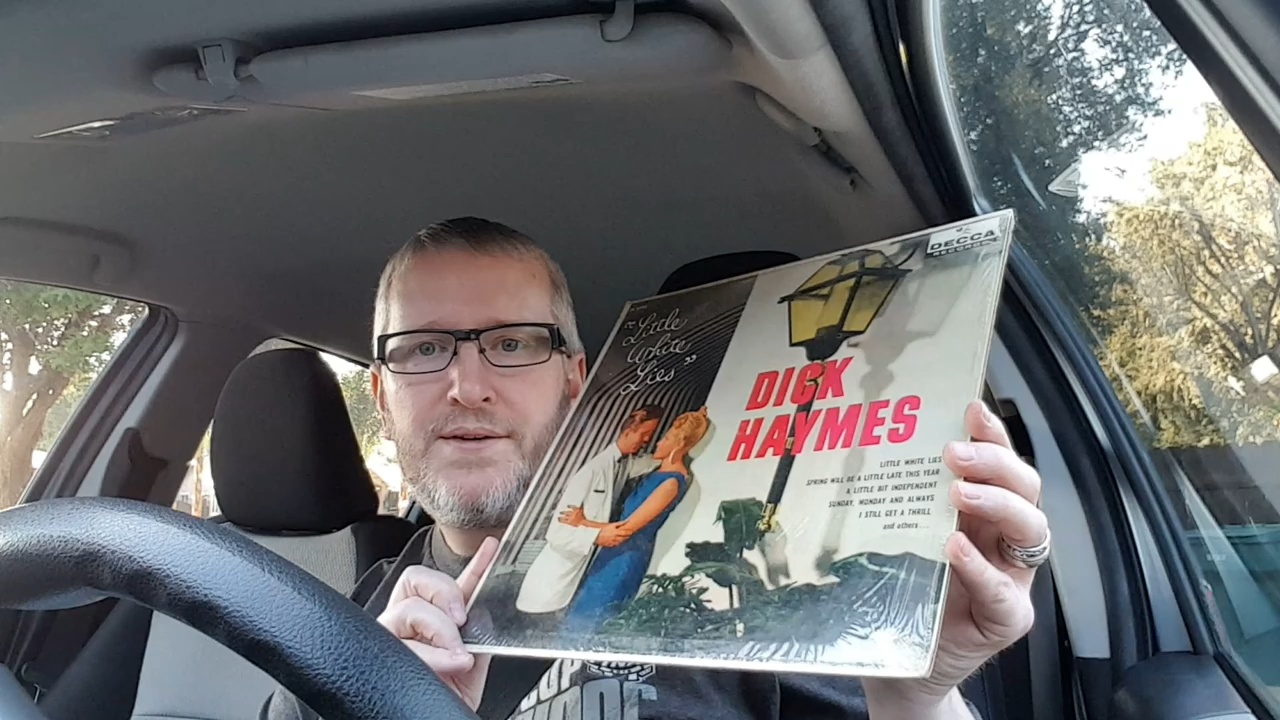 "Little
White
Lies"
DECCA
RECORDS
DICK
HAYMES
LITTLE WHITE LIES
SPRING WILL BE A LITTLE LATE THIS YEAR
A LITTLE BIT INDEPENDENT
SUNDAY, MONDAY AND ALWAYS
I STILL GET A THRILL
and others...